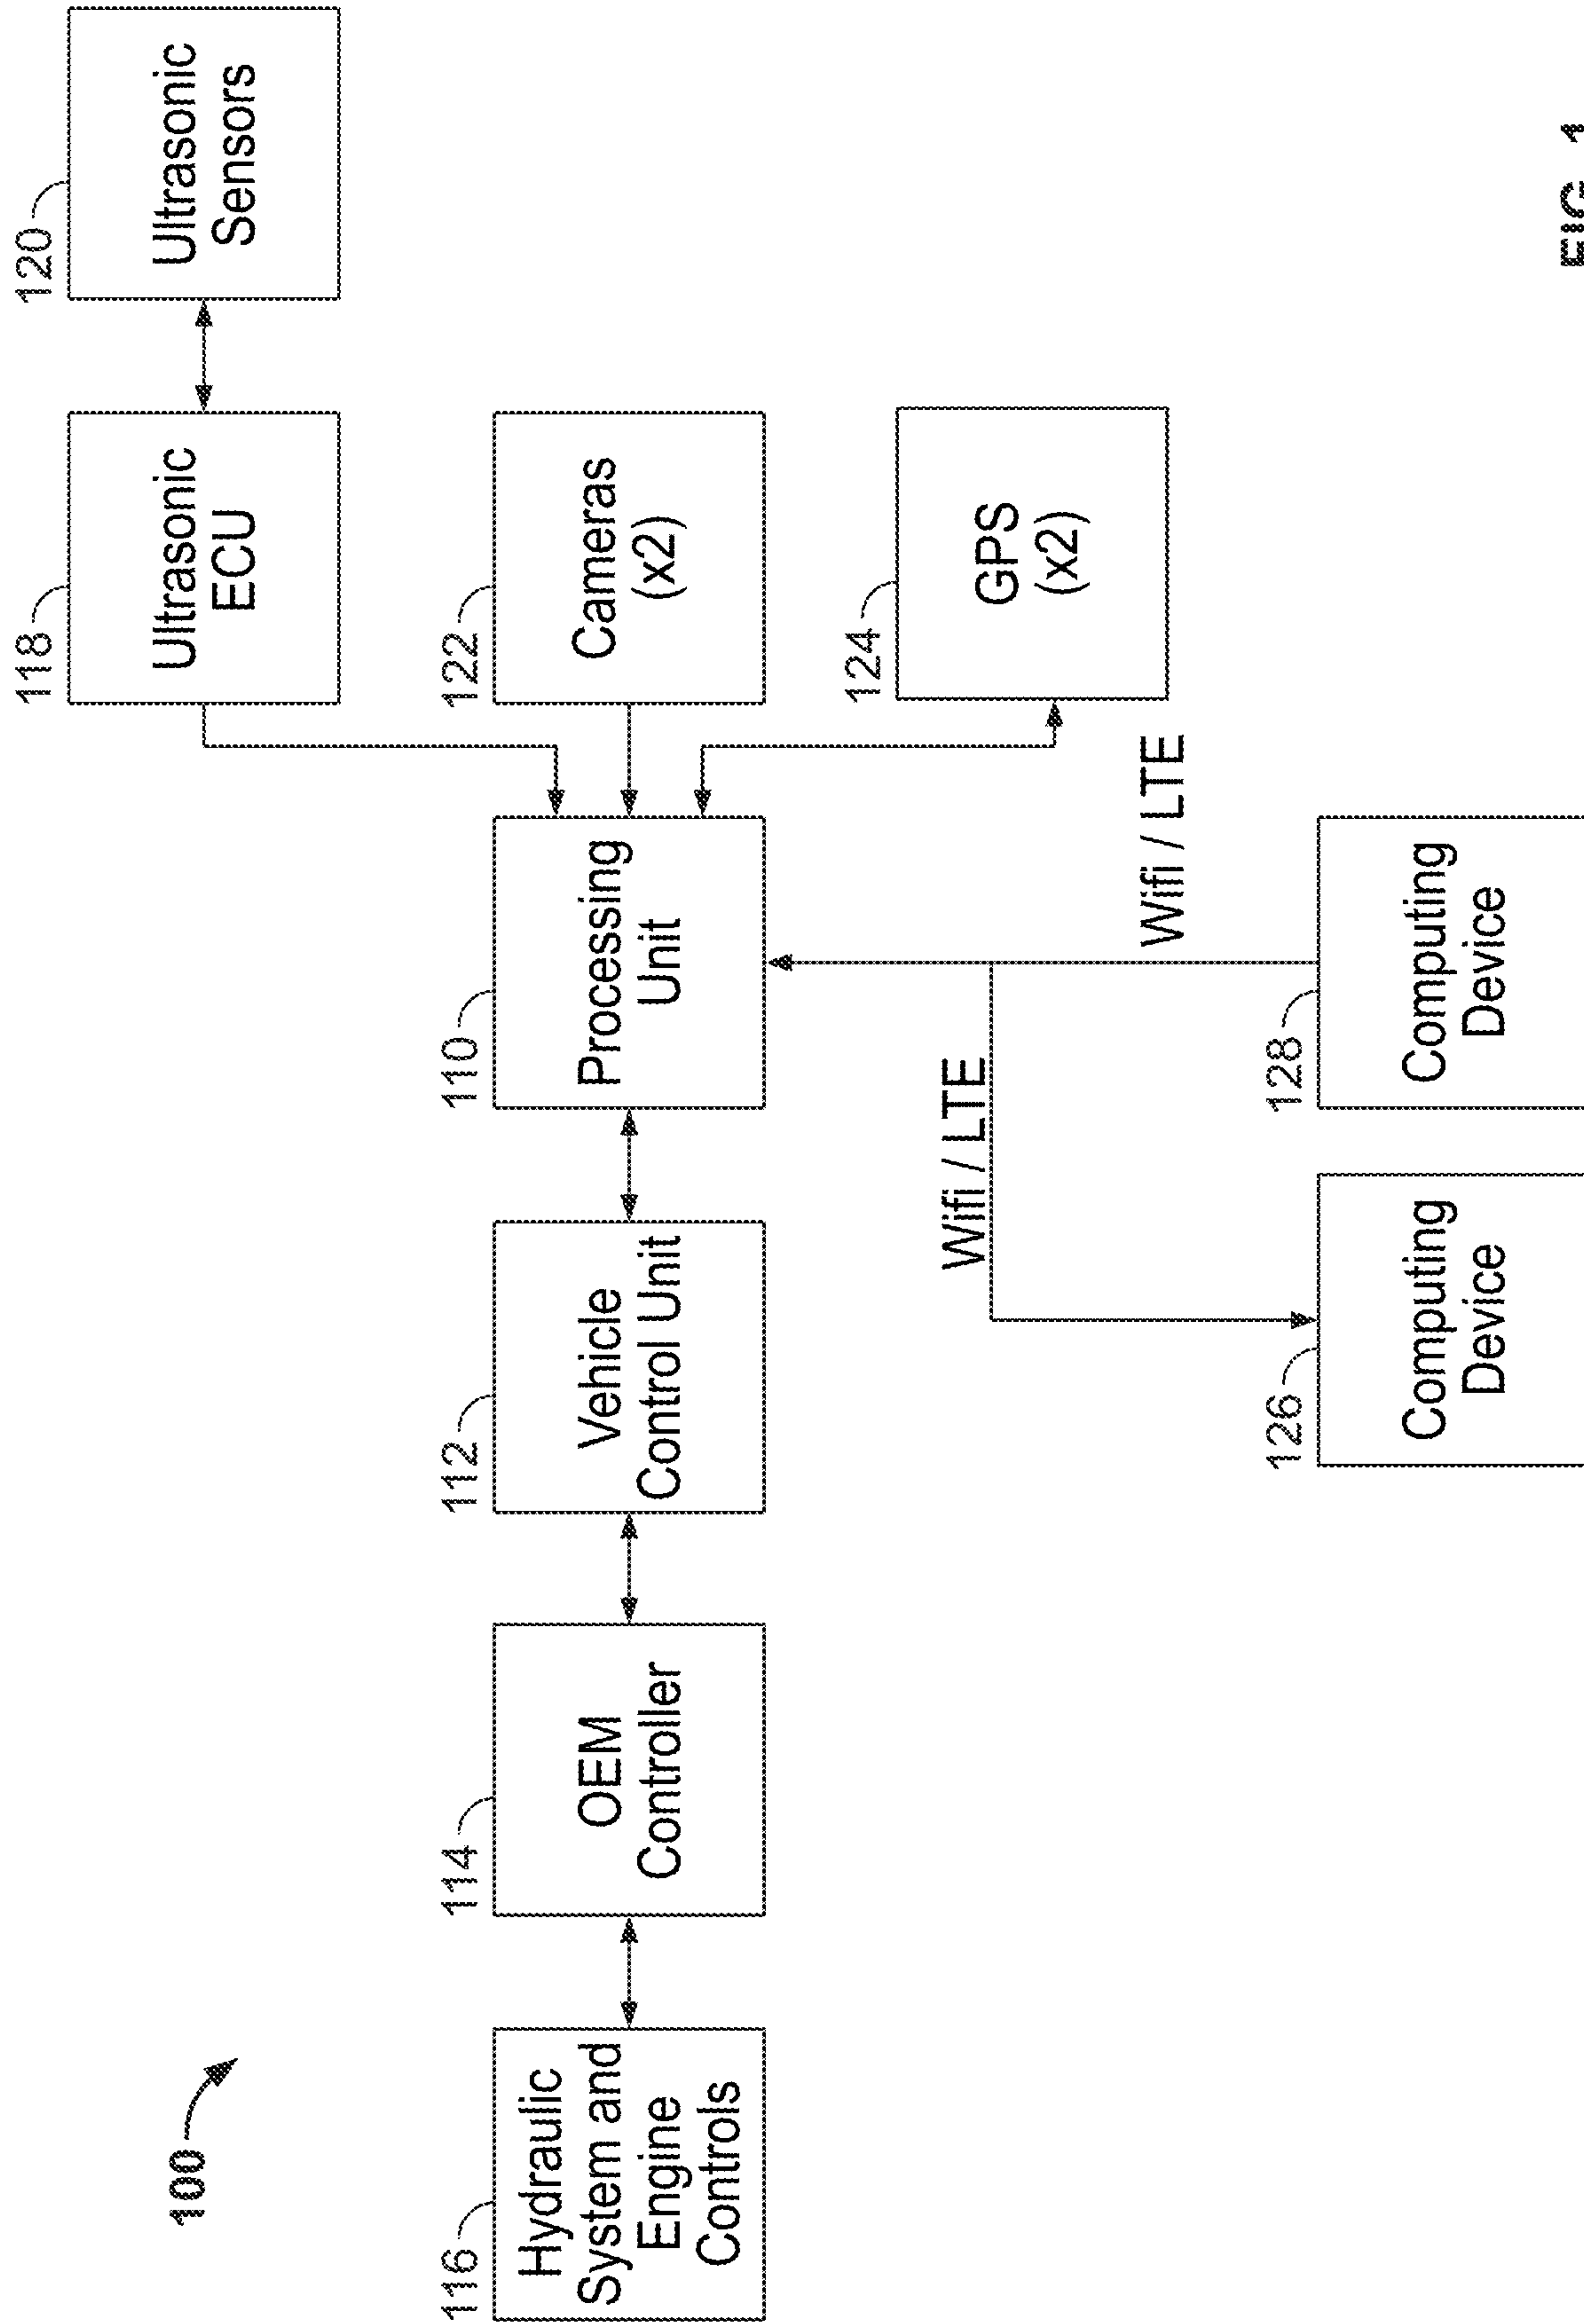 100
120
Ultrasonic
Sensors
118
Ultrasonic
ECU
122
Cameras
(x2)
124
GPS
(x2)
110
Processing
Unit
112
Vehicle
Control Unit
114
OEM
Controller
116
Hydraulic
System and
Engine
Controls
Wifi / LTE
Wifi / LTE
126
Computing
Device
128
Computing
Device
FIG. 1